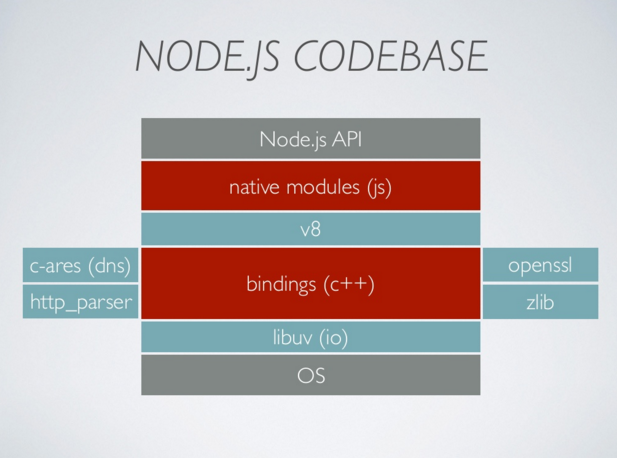 NODE.JS CODEBASE
Node.js API
native modules (js)
v8
c-ares (dns)
http_parser
bindings (c++)
openssl
zlib
libuv (io)
OS